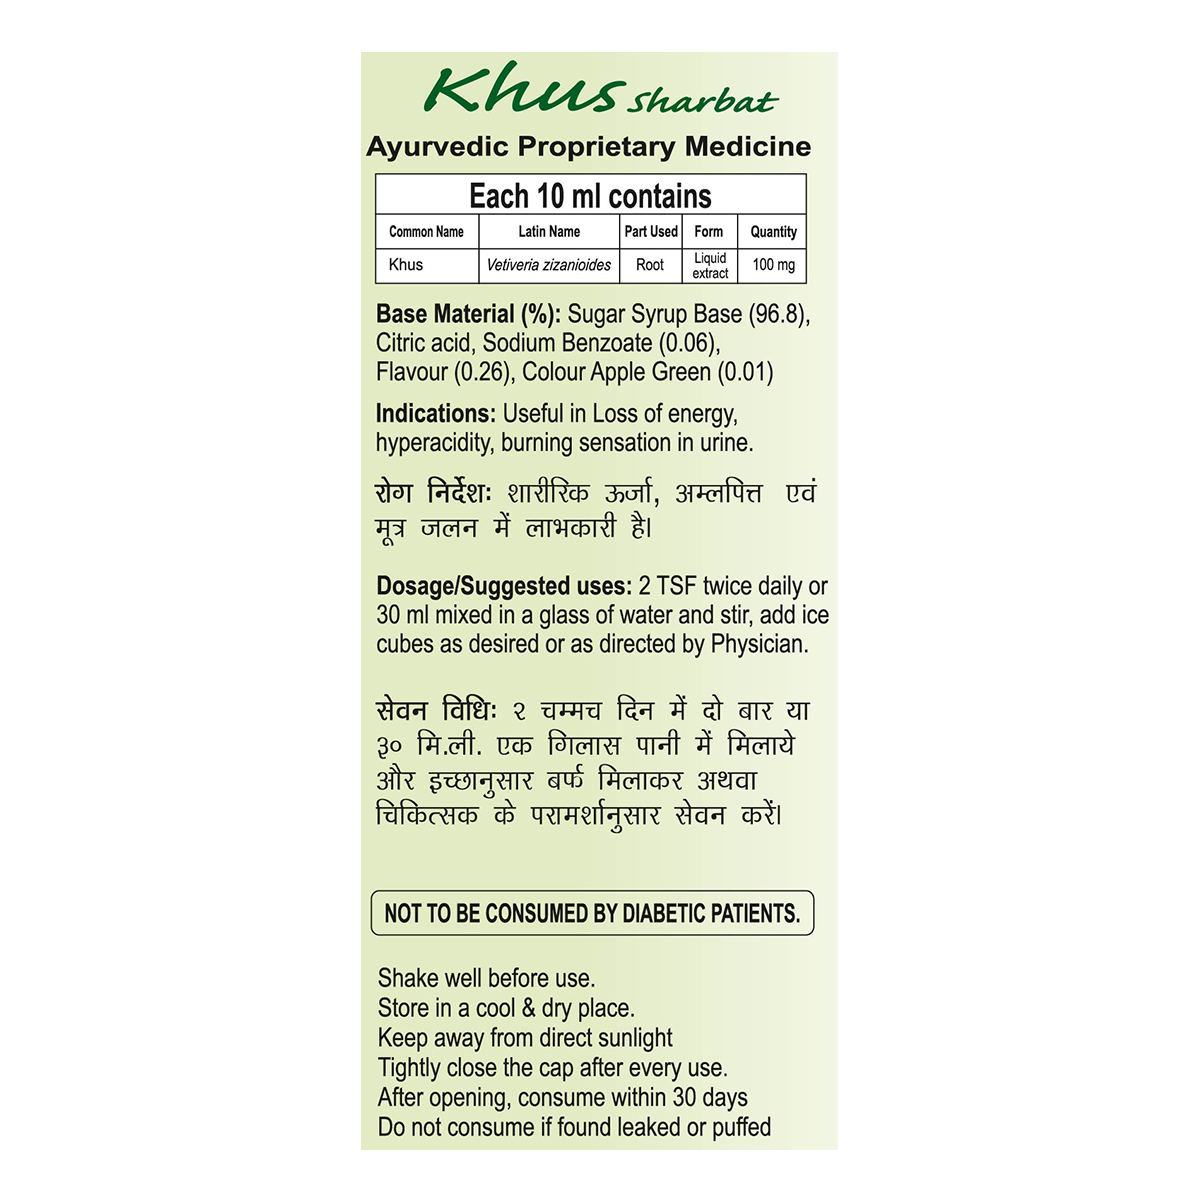 Khus Sharbat
Ayurvedic Proprietary Medicine
Each 10 ml contains
Common Name Latin Name Part Used Form Quantity
Khus Vetiveria zizanioides Root Liquid extract 100 mg
Base Material (%): Sugar Syrup Base (96.8),
Citric acid, Sodium Benzoate (0.06),
Flavour (0.26), Colour Apple Green (0.01)
Indications: Useful in Loss of energy,
hyperacidity, burning sensation in urine.
रोग निर्देशः शारीरिक ऊर्जा, अम्लपित्त एवं
मूत्र जलन में लाभकारी है।
Dosage/Suggested uses: 2 TSF twice daily or
30 ml mixed in a glass of water and stir, add ice
cubes as desired or as directed by Physician.
सेवन विधिः २ चम्मच दिन में दो बार या
३० मि.ली. एक गिलास पानी में मिलाये
और इच्छानुसार बर्फ मिलाकर अथवा
चिकित्सक के परामर्शानुसार सेवन करें।
NOT TO BE CONSUMED BY DIABETIC PATIENTS.
Shake well before use.
Store in a cool & dry place.
Keep away from direct sunlight
Tightly close the cap after every use.
After opening, consume within 30 days
Do not consume if found leaked or puffed